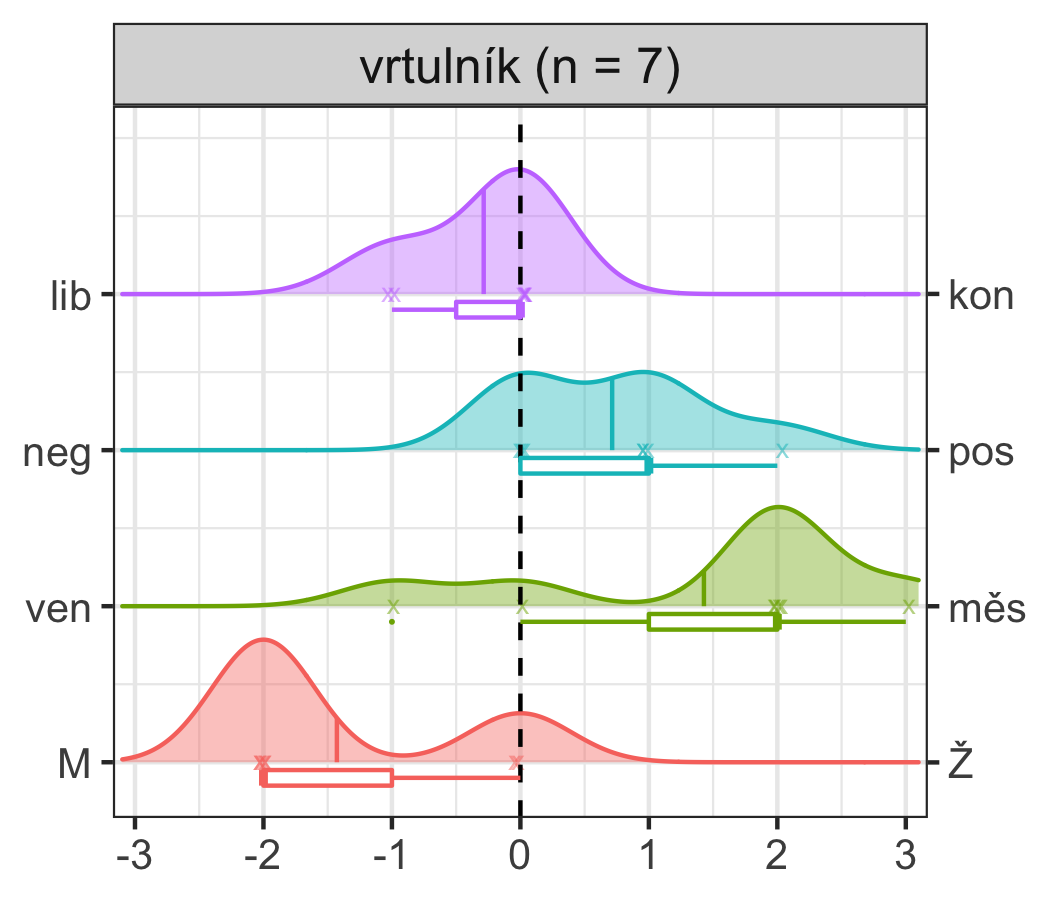 vrtulník (n = 7)
lib kon
neg pos
ven měs
M Ž
-3 -2 -1 0 1 2 3